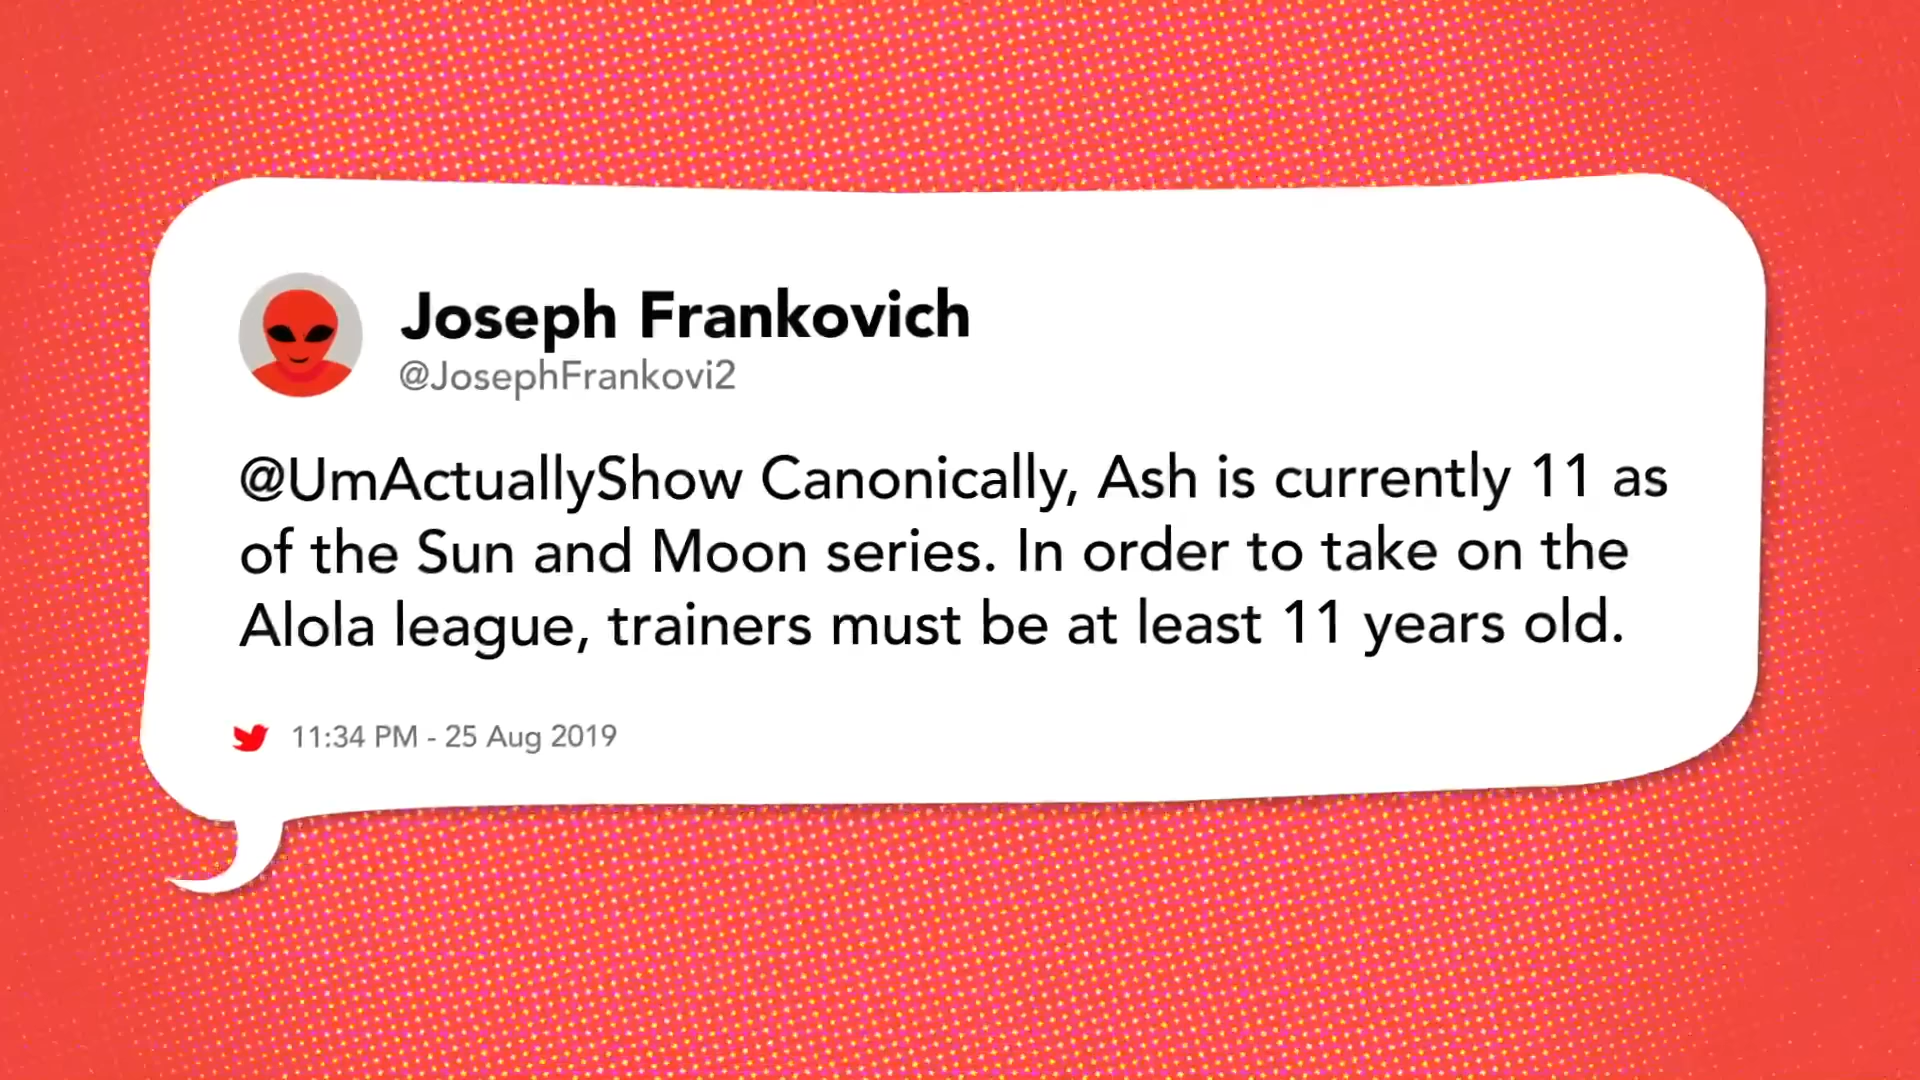 Joseph Frankovich
@JosephFrankovi2
@UmActuallyShow Canonically, Ash is currently 11 as
of the Sun and Moon series. In order to take on the
Alola league, trainers must be at least 11 years old.
11:34 PM - 25 Aug 2019